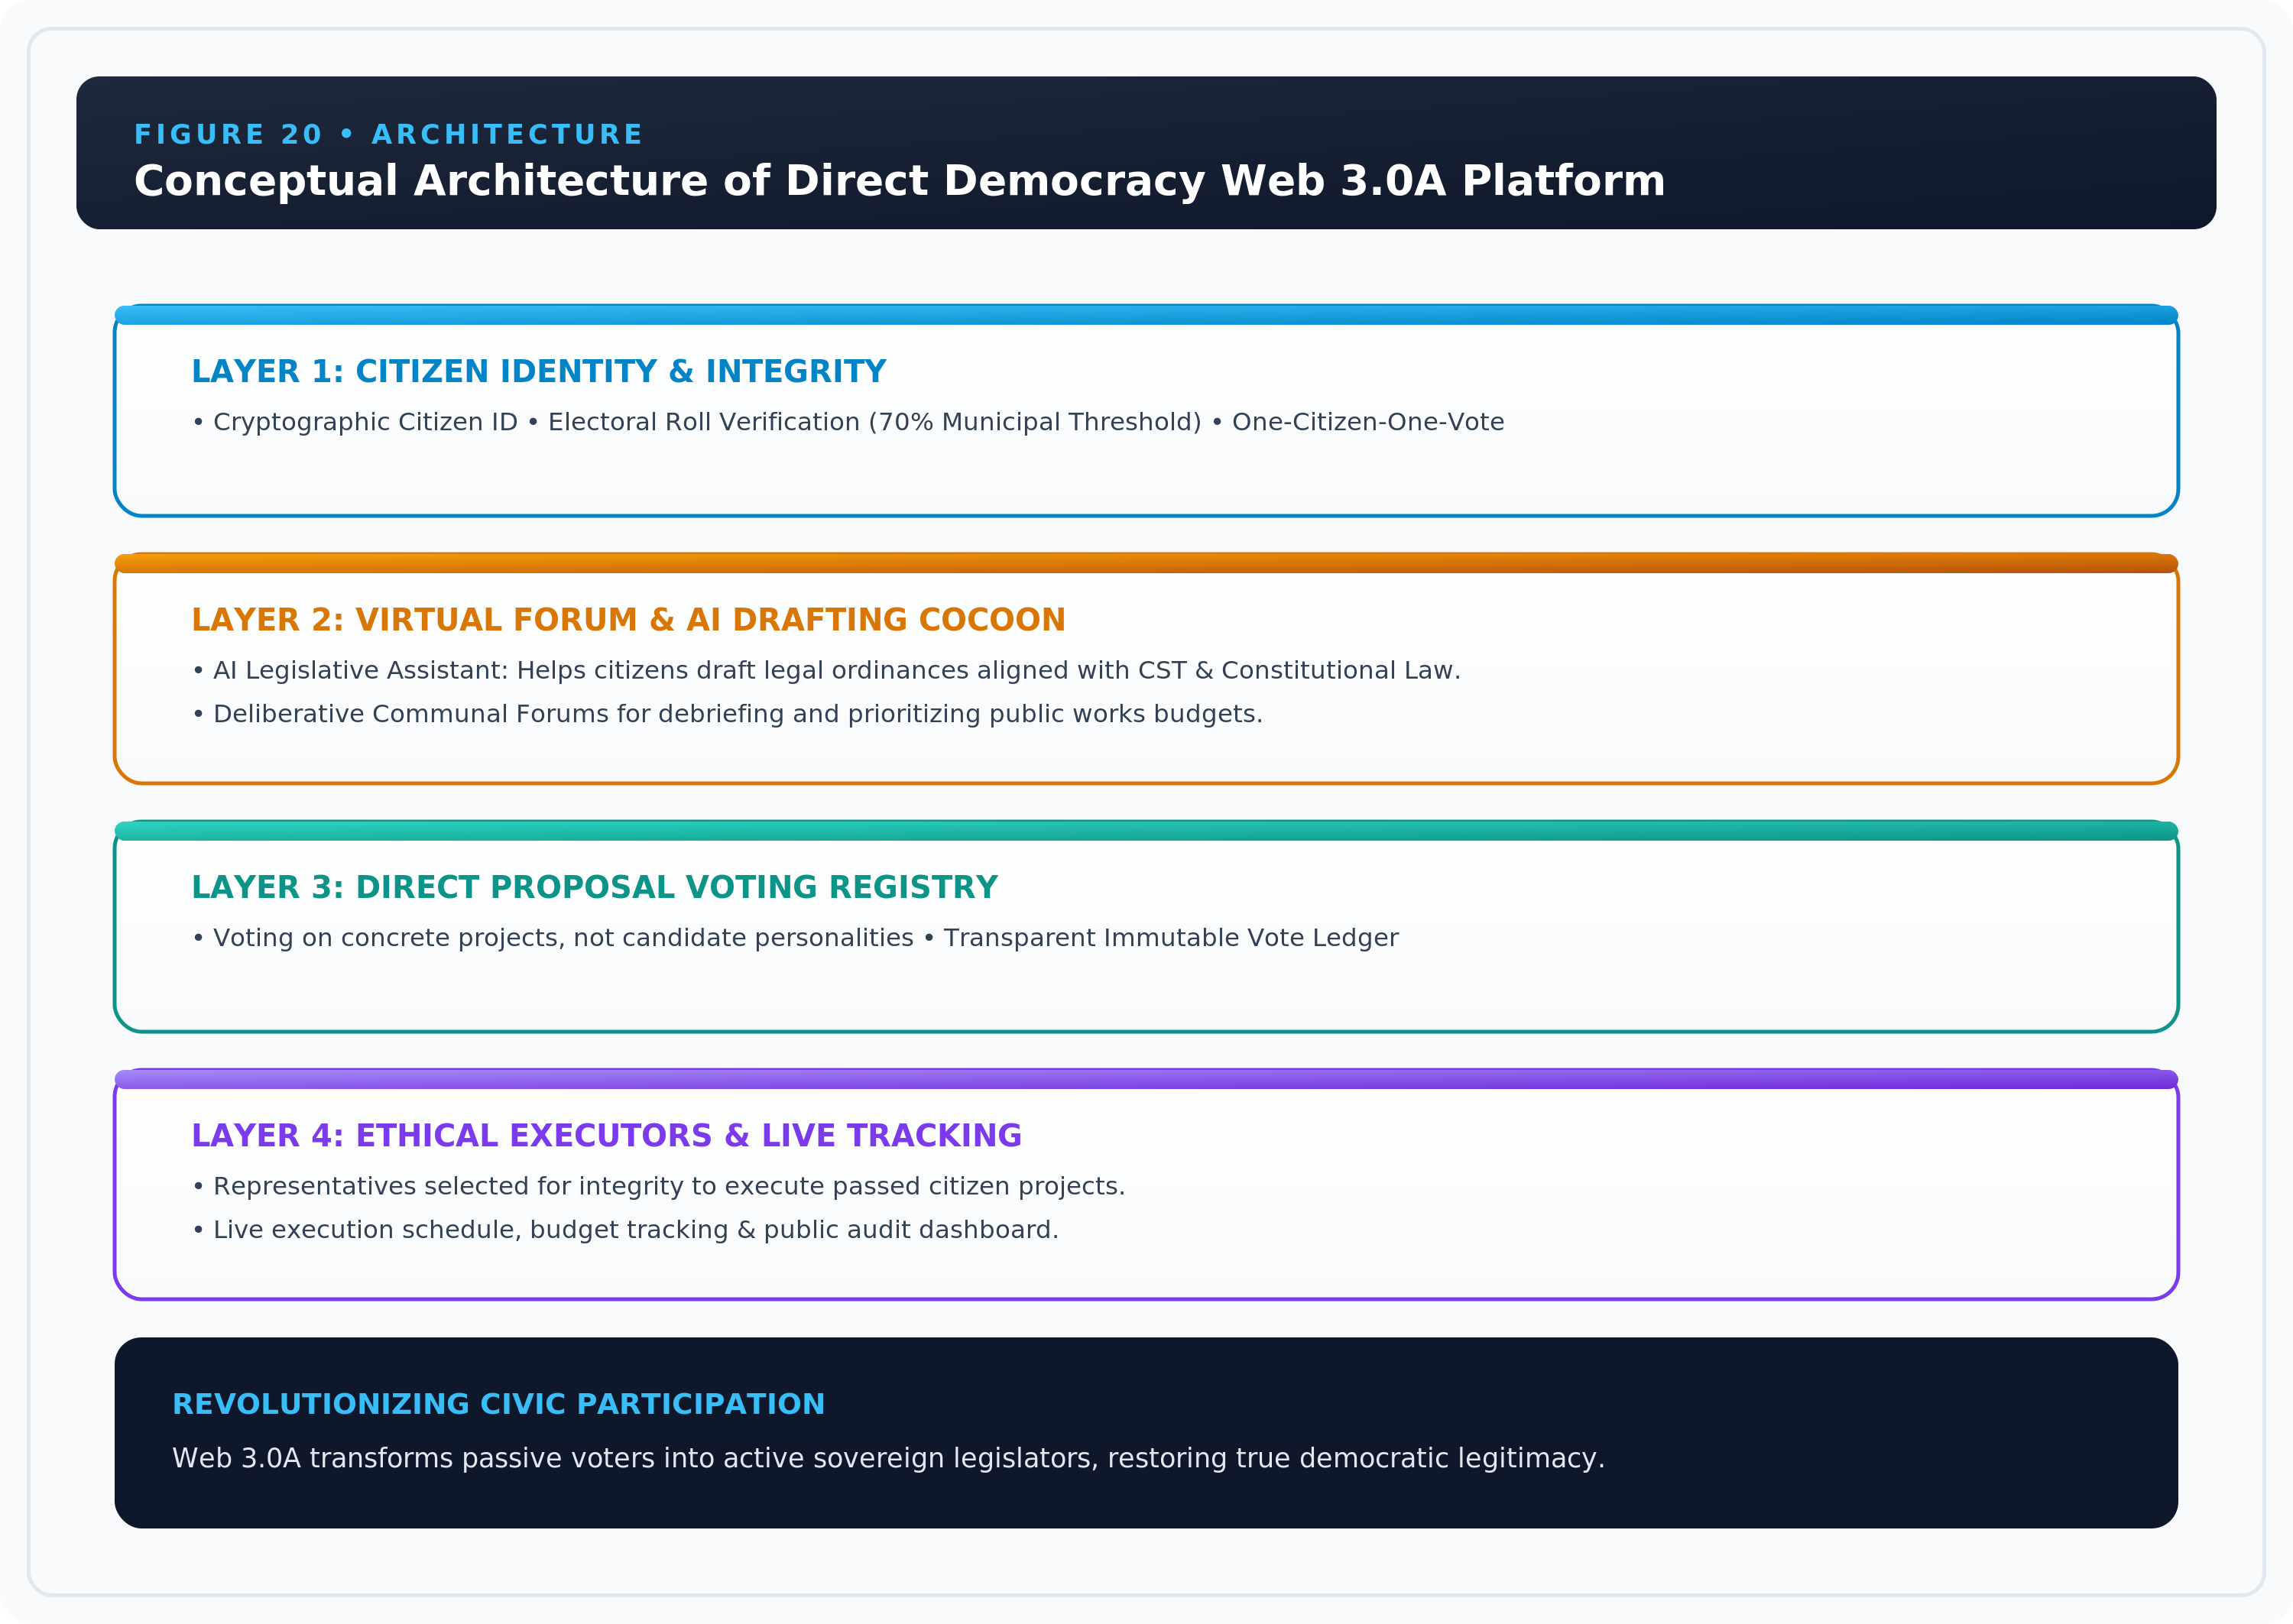 FIGURE 20 • ARCHITECTURE
Conceptual Architecture of Direct Democracy Web 3.0A Platform
LAYER 1: CITIZEN IDENTITY & INTEGRITY
• Cryptographic Citizen ID • Electoral Roll Verification (70% Municipal Threshold) • One-Citizen-One-Vote
LAYER 2: VIRTUAL FORUM & AI DRAFTING COCOON
• AI Legislative Assistant: Helps citizens draft legal ordinances aligned with CST & Constitutional Law.
• Deliberative Communal Forums for debriefing and prioritizing public works budgets.
LAYER 3: DIRECT PROPOSAL VOTING REGISTRY
• Voting on concrete projects, not candidate personalities • Transparent Immutable Vote Ledger
LAYER 4: ETHICAL EXECUTORS & LIVE TRACKING
• Representatives selected for integrity to execute passed citizen projects.
• Live execution schedule, budget tracking & public audit dashboard.
REVOLUTIONIZING CIVIC PARTICIPATION
Web 3.0A transforms passive voters into active sovereign legislators, restoring true democratic legitimacy.